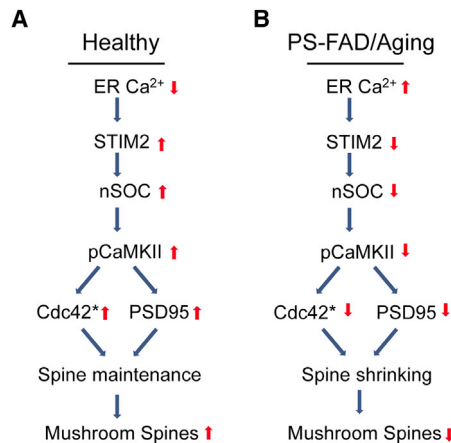 A
Healthy
ER Ca²⁺
STIM2
nSOC
pCaMKII
Cdc42* PSD95
Spine maintenance
Mushroom Spines
B
PS-FAD/Aging
ER Ca²⁺
STIM2
nSOC
pCaMKII
Cdc42* PSD95
Spine shrinking
Mushroom Spines